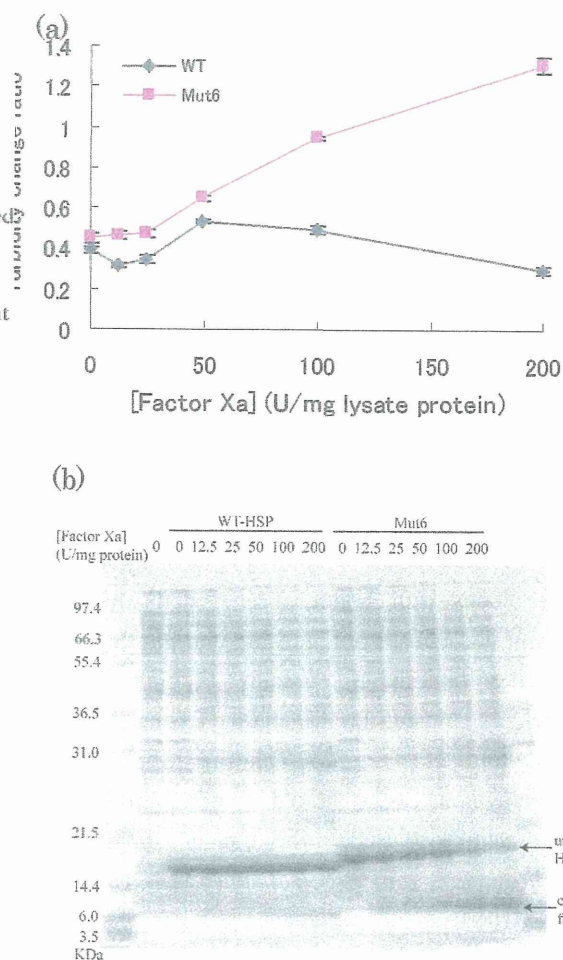 (a)
1.4
1.2
1
0.8
0.6
0.4
0.2
0
WT
Mut6
change ratio
0 50 100 150 200
[Factor Xa] (U/mg lysate protein)
(b)
WT-HSP Mut6
[Factor Xa]
(U/mg protein) 0 0 12.5 25 50 100 200 0 12.5 25 50 100 200
97.4
66.3
55.4
36.5
31.0
21.5
14.4
6.0
3.5
KDa